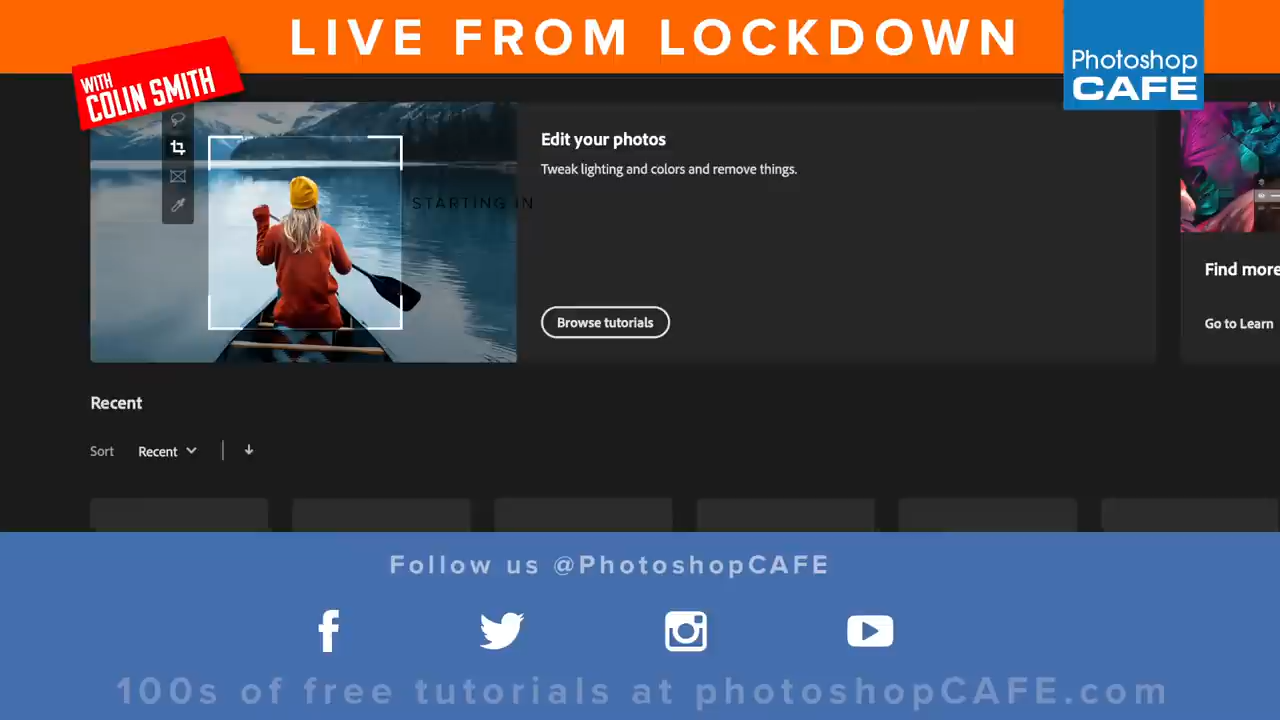 LIVE FROM LOCKDOWN
WITH
COLIN SMITH
Photoshop
CAFE
Edit your photos
Tweak lighting and colors and remove things.
STARTING IN
Browse tutorials
Find more
Go to Learn
Recent
Sort Recent
Follow us @PhotoshopCAFE
100s of free tutorials at photoshopCAFE.com